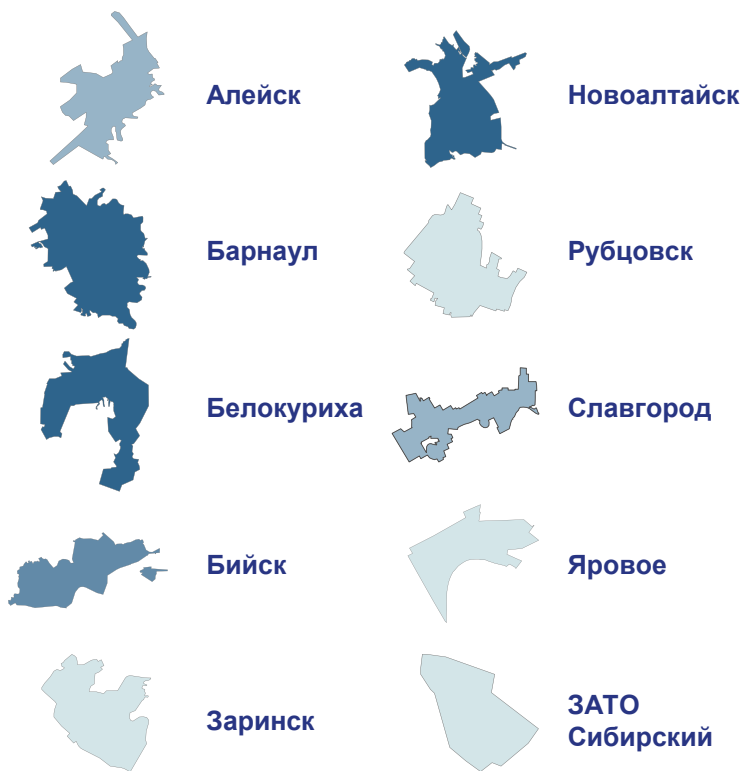 Алейск
Новоалтайск
Барнаул
Рубцовск
Белокуриха
Славгород
Бийск
Яровое
Заринск
ЗАТО
Сибирский